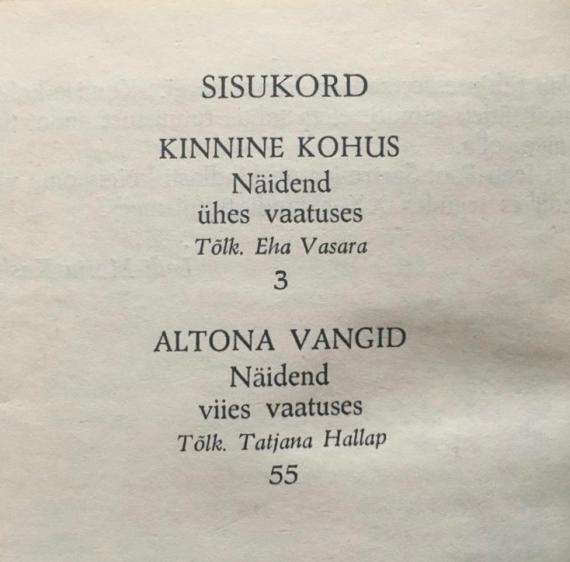 SISUKORD
KINNINE KOHUS
Näidend
ühes vaatuses
Tõlk. Eha Vasara
3
ALTONA VANGID
Näidend
viies vaatuses
Tõlk. Tatjana Hallap
55